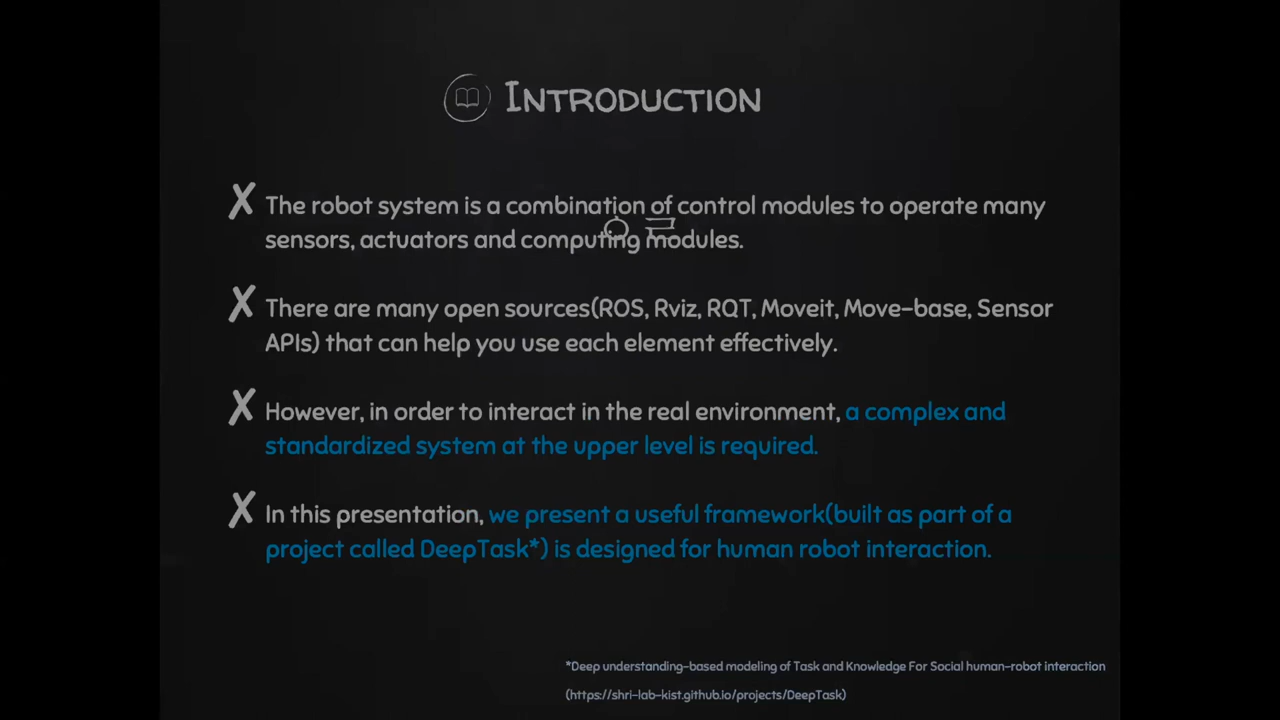 INTRODUCTION
✗ The robot system is a combination of control modules to operate many
sensors, actuators and computing modules.
✗ There are many open sources(ROS, Rviz, RQT, Moveit, Move-base, Sensor
APIs) that can help you use each element effectively.
✗ However, in order to interact in the real environment, a complex and
standardized system at the upper level is required.
✗ In this presentation, we present a useful framework(built as part of a
project called DeepTask*) is designed for human robot interaction.
*Deep understanding-based modeling of Task and Knowledge For Social human-robot interaction
(https://shri-lab-kist.github.io/projects/DeepTask)